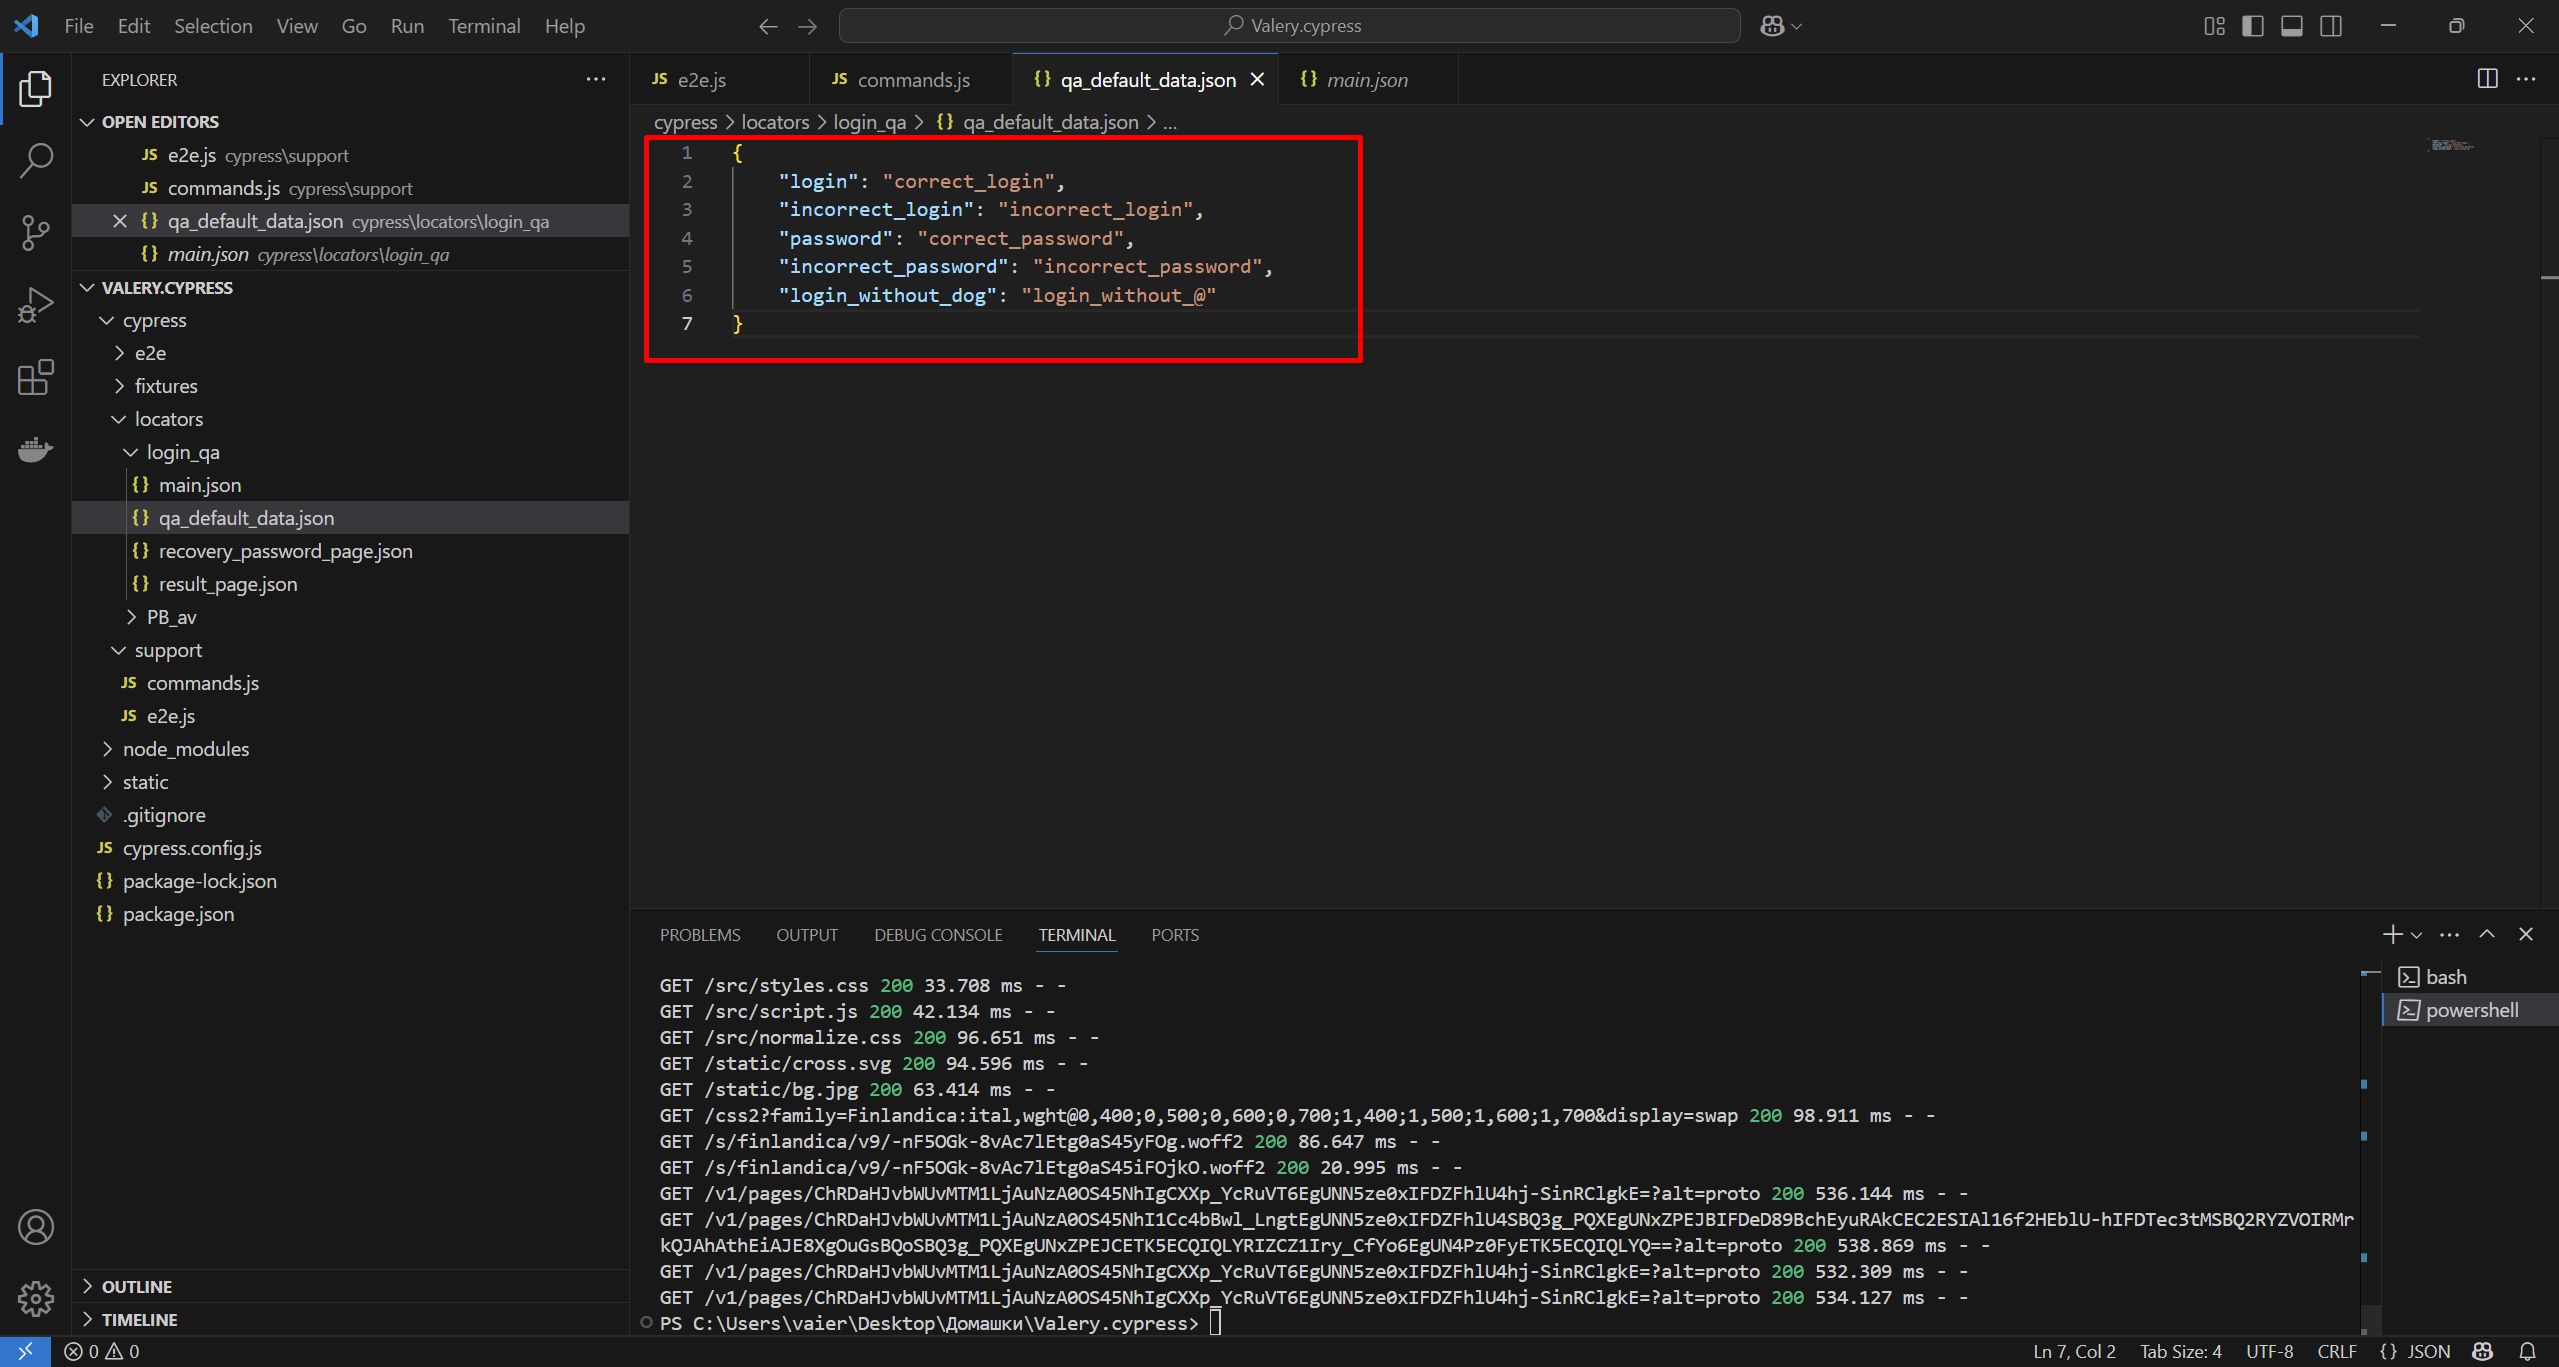 File Edit Selection View Go Run Terminal Help
Valery.cypress
EXPLORER
OPEN EDITORS
JS e2e.js cypress\support
JS commands.js cypress\support
{} qa_default_data.json cypress\locators\login_qa
{} main.json cypress\locators\login_qa
VALERY.CYPRESS
cypress
e2e
fixtures
locators
login_qa
{} main.json
{} qa_default_data.json
{} recovery_password_page.json
{} result_page.json
PB_av
support
JS commands.js
JS e2e.js
node_modules
static
.gitignore
JS cypress.config.js
{} package-lock.json
{} package.json
OUTLINE
TIMELINE
JS e2e.js JS commands.js {} qa_default_data.json {} main.json
cypress > locators > login_qa > {} qa_default_data.json > ...
1 {
2 "login": "correct_login",
3 "incorrect_login": "incorrect_login",
4 "password": "correct_password",
5 "incorrect_password": "incorrect_password",
6 "login_without_dog": "login_without_@"
7 }
PROBLEMS OUTPUT DEBUG CONSOLE TERMINAL PORTS
GET /src/styles.css 200 33.708 ms - -
GET /src/script.js 200 42.134 ms - -
GET /src/normalize.css 200 96.651 ms - -
GET /static/cross.svg 200 94.596 ms - -
GET /static/bg.jpg 200 63.414 ms - -
GET /css2?family=Finlandica:ital,wght@0,400;0,500;0,600;0,700;1,400;1,500;1,600;1,700&display=swap 200 98.911 ms - -
GET /s/finlandica/v9/-nF5OGk-8vAc7lEtg0aS45yFOg.woff2 200 86.647 ms - -
GET /s/finlandica/v9/-nF5OGk-8vAc7lEtg0aS45iFOjkO.woff2 200 20.995 ms - -
GET /v1/pages/ChRDaHJvbWUvMTM1LjAuNzA0OS45NhIgCXXp_YcRuVT6EgUNN5ze0xIFDZFhlU4hj-SinRClgkE=?alt=proto 200 536.144 ms - -
GET /v1/pages/ChRDaHJvbWUvMTM1LjAuNzA0OS45NhI1Cc4bBwl_LngtEgUNN5ze0xIFDZFhlU4SBQ3g_PQXEgUNxZPEJBIFDeD89BchEyuRAkCEC2ESIAl16f2HEblU-hIFDTec3tMSBQ2RYZVOIRMr
kQJAhAthEiAJE8XgOuGsBQoSBQ3g_PQXEgUNxZPEJCETK5ECQIQLYRIZCZ1Iry_CfYo6EgUN4Pz0FyETK5ECQIQLYQ==?alt=proto 200 538.869 ms - -
GET /v1/pages/ChRDaHJvbWUvMTM1LjAuNzA0OS45NhIgCXXp_YcRuVT6EgUNN5ze0xIFDZFhlU4hj-SinRClgkE=?alt=proto 200 532.309 ms - -
GET /v1/pages/ChRDaHJvbWUvMTM1LjAuNzA0OS45NhIgCXXp_YcRuVT6EgUNN5ze0xIFDZFhlU4hj-SinRClgkE=?alt=proto 200 534.127 ms - -
PS C:\Users\vaier\Desktop\Домашки\Valery.cypress>
bash
powershell
0 0 Ln 7, Col 2 Tab Size: 4 UTF-8 CRLF {} JSON